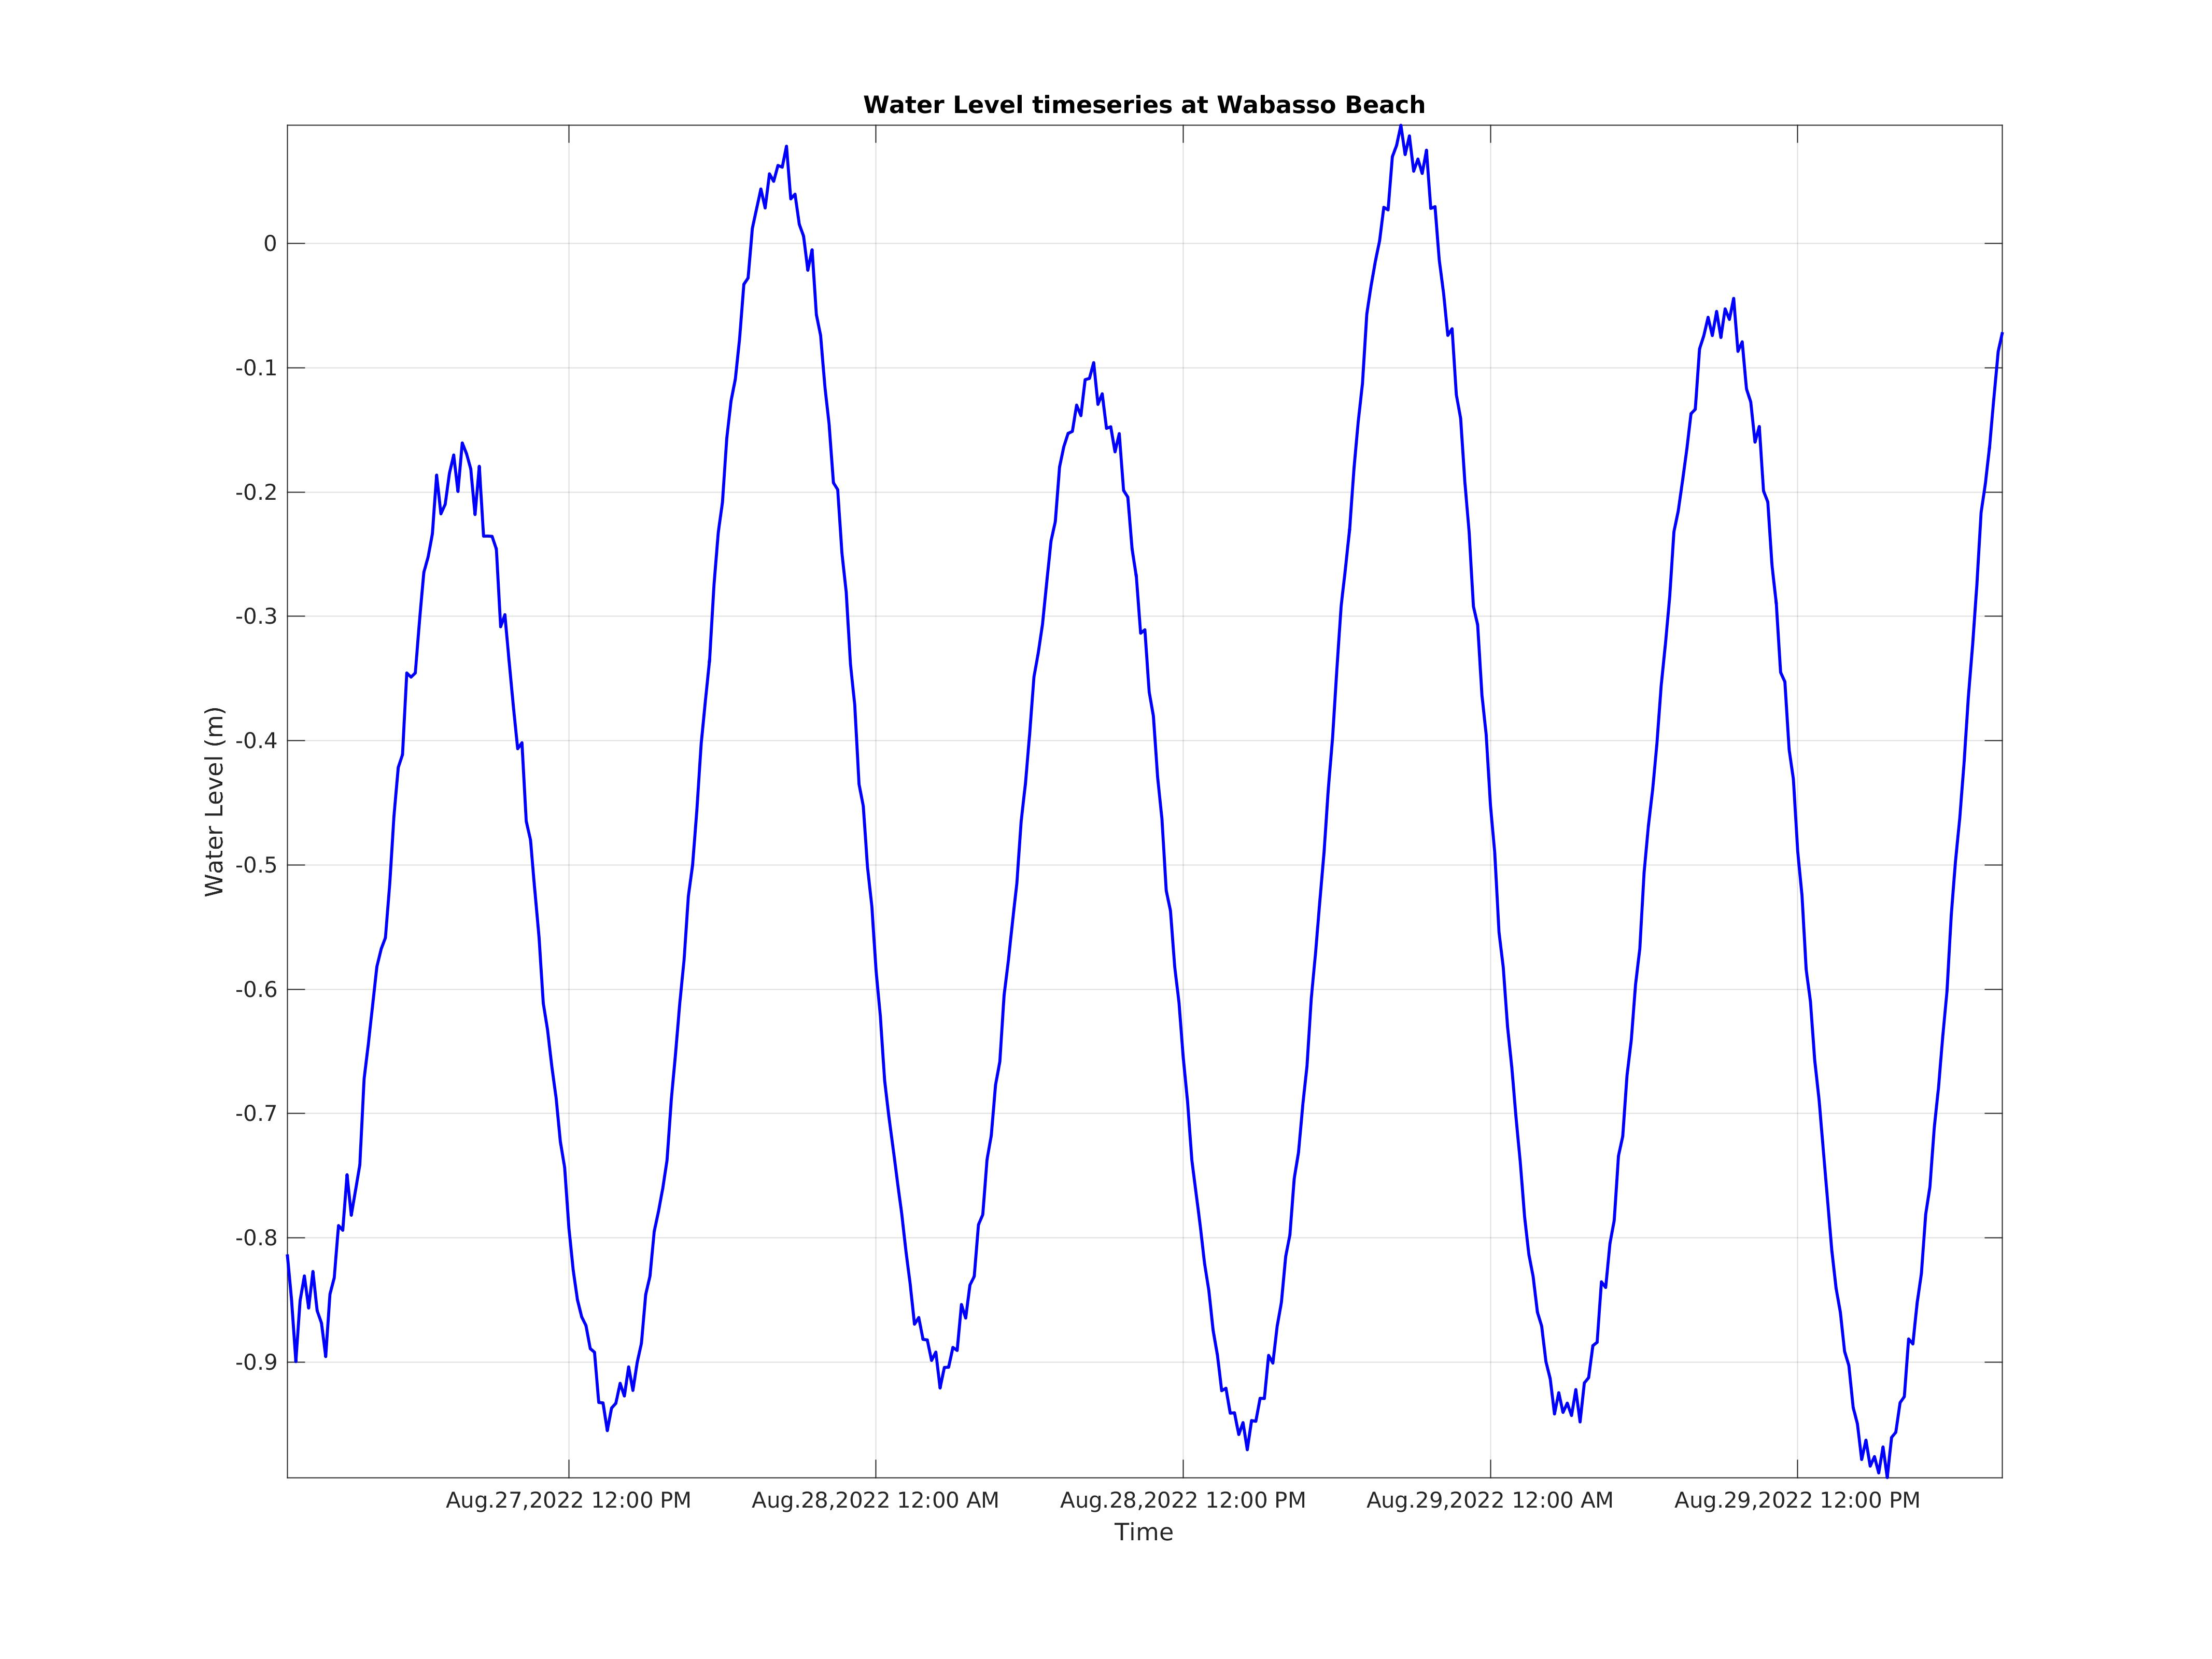 Water Level timeseries at Wabasso Beach
0
-0.1
-0.2
-0.3
-0.4
-0.5
-0.6
-0.7
-0.8
-0.9
Water Level (m)
Aug.27,2022 12:00 PM
Aug.28,2022 12:00 AM
Aug.28,2022 12:00 PM
Aug.29,2022 12:00 AM
Aug.29,2022 12:00 PM
Time